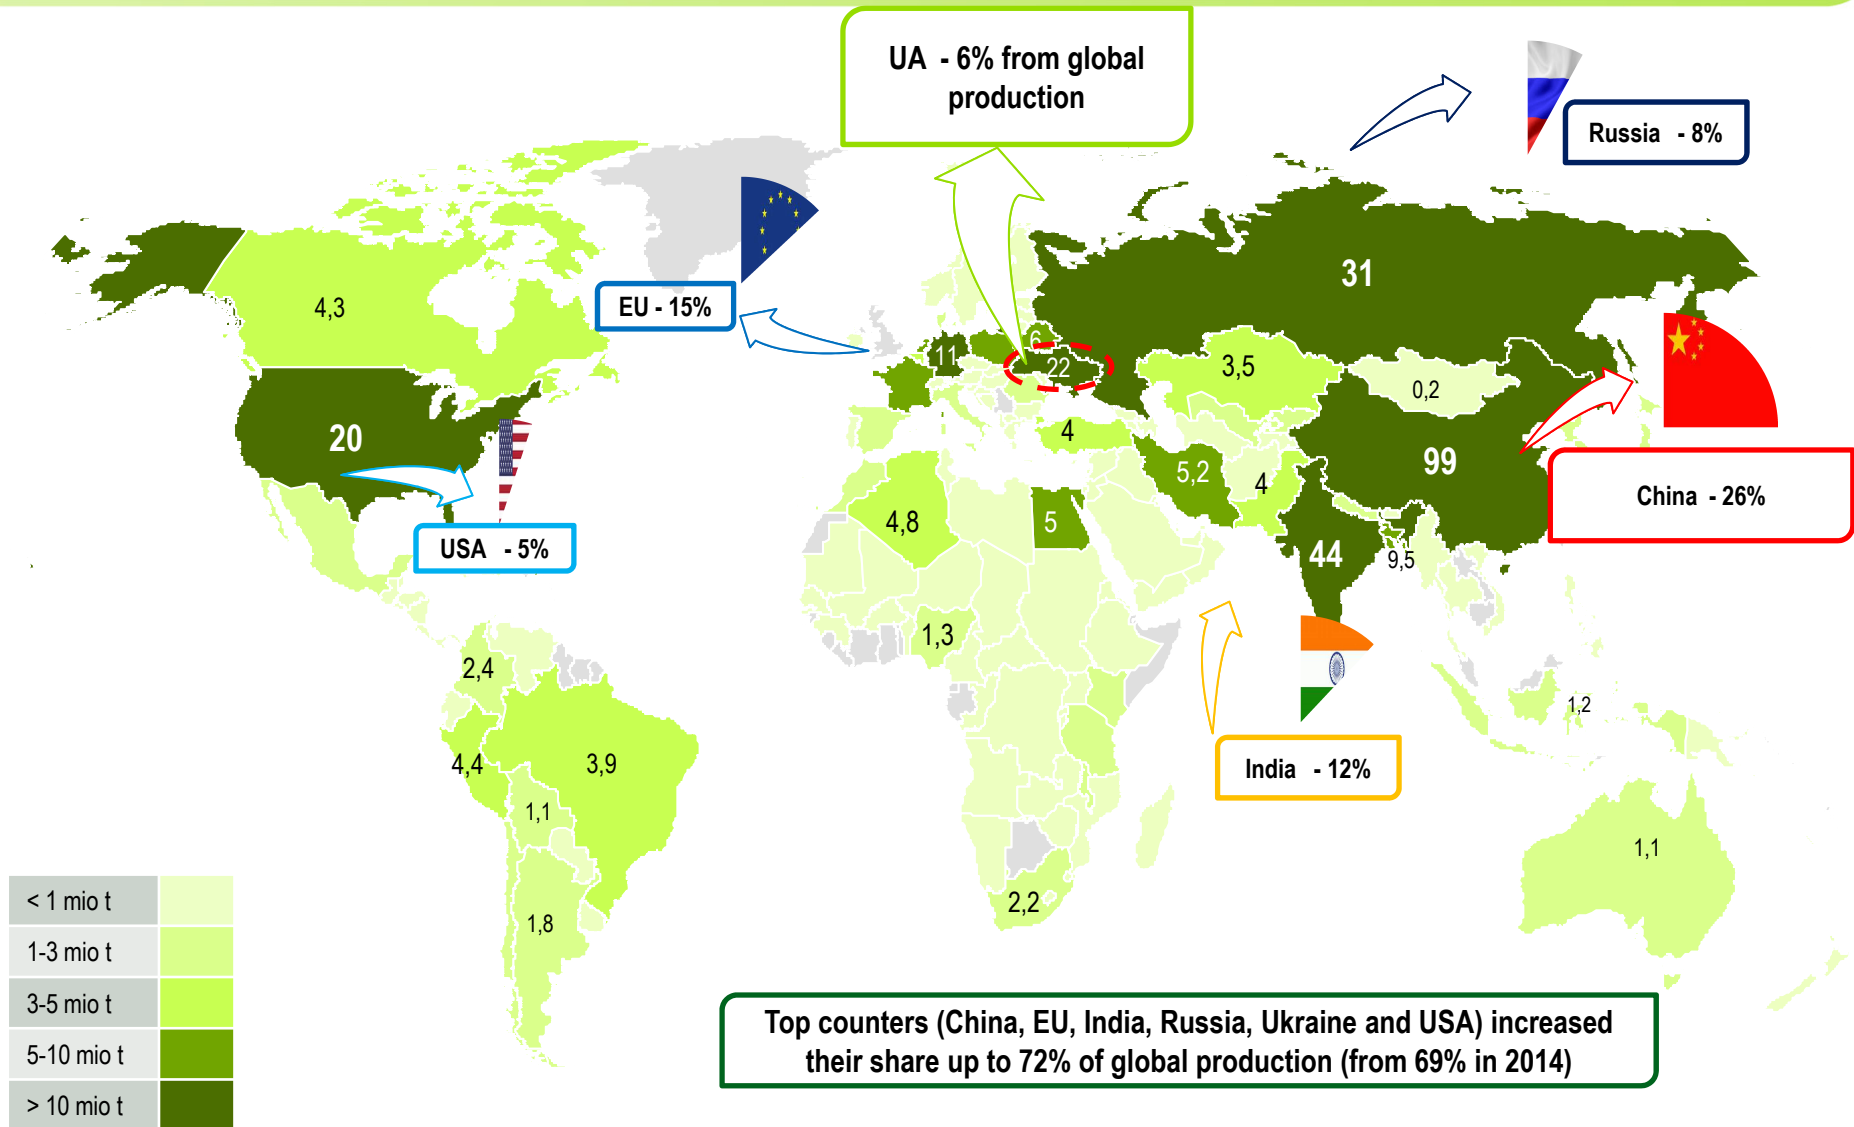 UA - 6% from global
production
Russia - 8%
EU - 15%
31
4,3
11
6
22
3,5
0,2
20
4
99
5,2
4
China - 26%
4,8
5
USA - 5%
44
9,5
1,3
2,4
1,2
4,4
3,9
India - 12%
1,1
1,1
2,2
1,8
< 1 mio t
1-3 mio t
3-5 mio t
5-10 mio t
> 10 mio t
Top counters (China, EU, India, Russia, Ukraine and USA) increased
their share up to 72% of global production (from 69% in 2014)